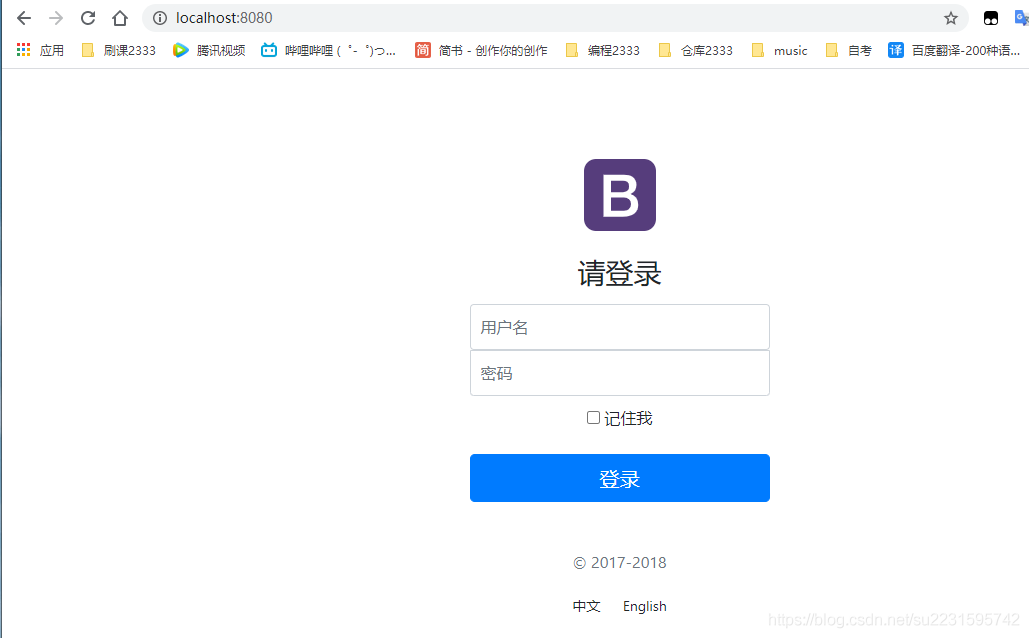 localhost:8080
应用 刷课2333 腾讯视频 哔哩哔哩 ( ゜- ゜)つ... 简 简书 - 创作你的创作 编程2333 仓库2333 music 自考 译 百度翻译-200种语...
B
请登录
用户名
密码
记住我
登录
© 2017-2018
中文 English
https://blog.csdn.net/su2231595742